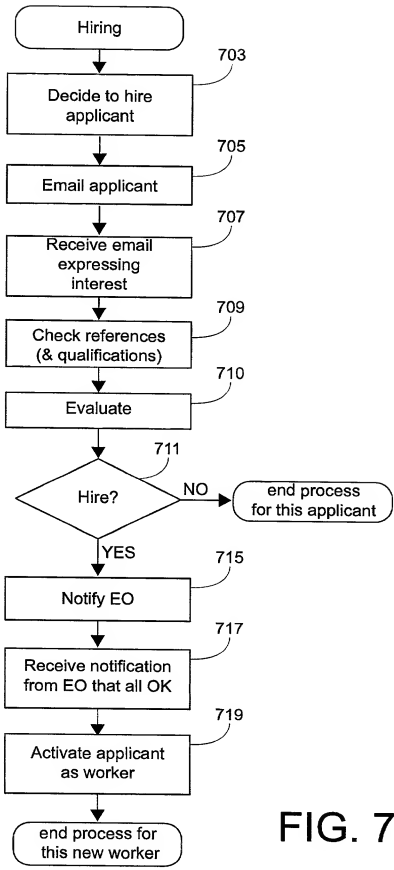 Hiring
703
Decide to hire
applicant
705
Email applicant
707
Receive email
expressing
interest
709
Check references
(& qualifications)
710
Evaluate
711
Hire?
NO
end process
for this applicant
YES
715
Notify EO
717
Receive notification
from EO that all OK
719
Activate applicant
as worker
end process for
this new worker
FIG. 7